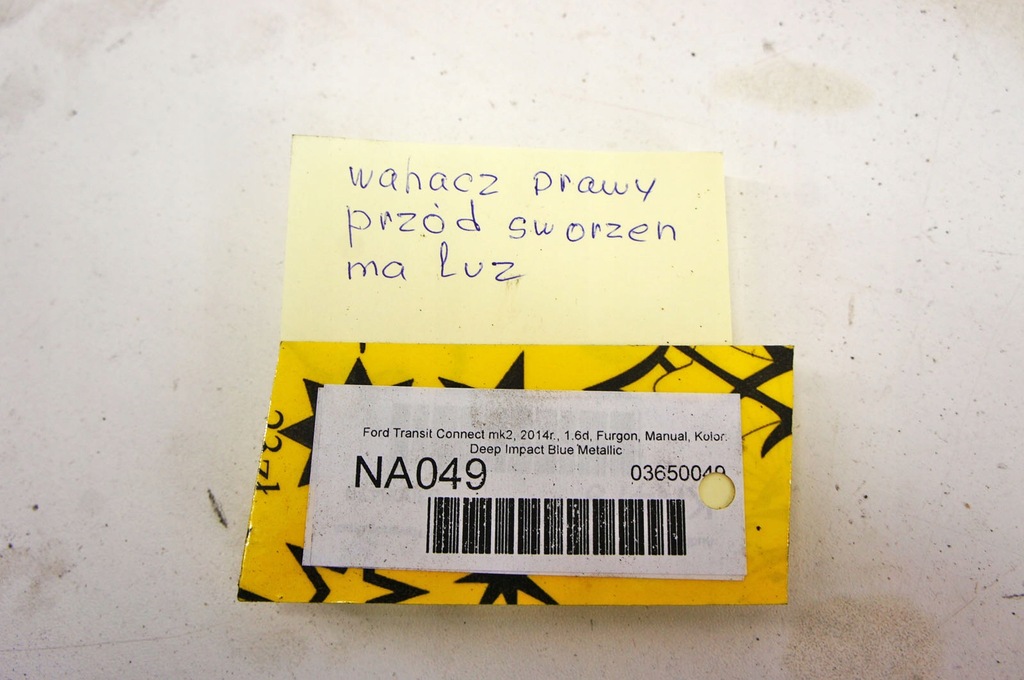 wahacz prawy
przód sworzen
ma luz
Ford Transit Connect mk2, 2014r., 1.6d, Furgon, Manual, Kolor:
Deep Impact Blue Metallic
NA049 03650049